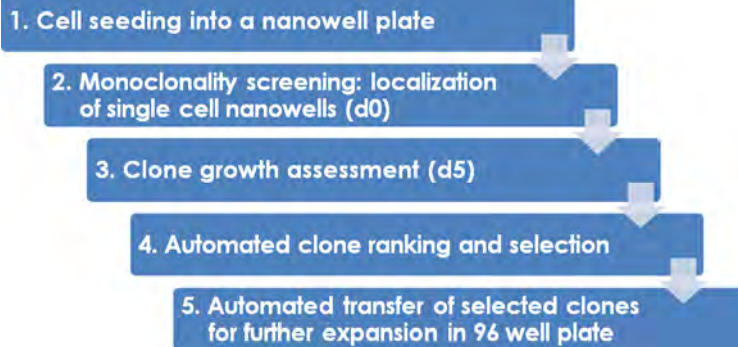 1. Cell seeding into a nanowell plate
2. Monoclonality screening: localization
of single cell nanowells (d0)
3. Clone growth assessment (d5)
4. Automated clone ranking and selection
5. Automated transfer of selected clones
for further expansion in 96 well plate